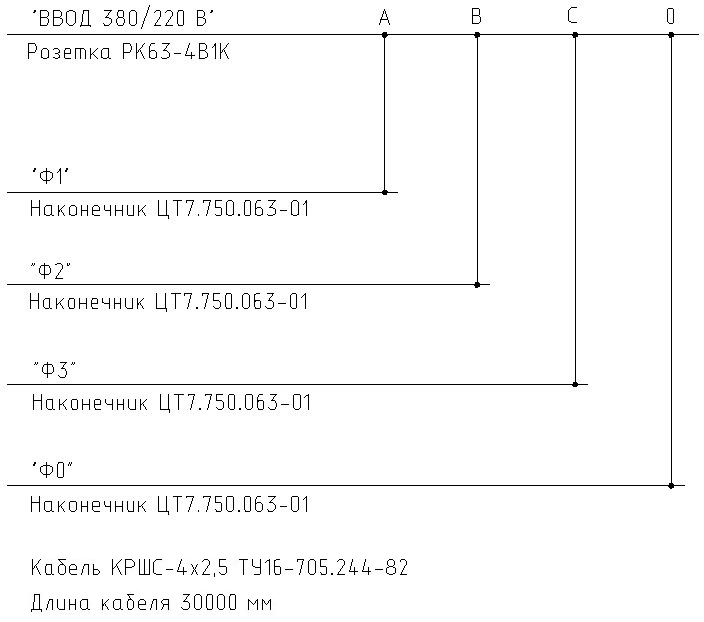 "ВВОД 380/220 В" А В С 0
Розетка РК63-4В1К
"Ф1"
Наконечник ЦТ7.750.063-01
"Ф2"
Наконечник ЦТ7.750.063-01
"Ф3"
Наконечник ЦТ7.750.063-01
"Ф0"
Наконечник ЦТ7.750.063-01
Кабель КРШС-4х2,5 ТУ16-705.244-82
Длина кабеля 30000 мм